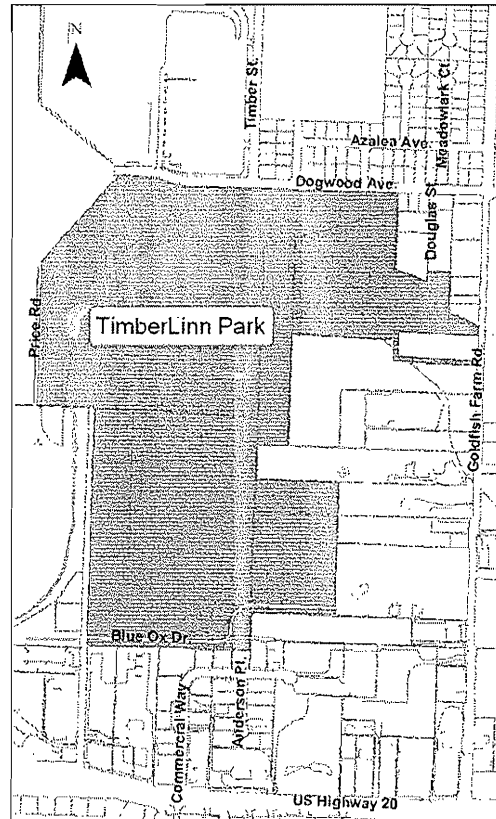 N
Timber St.
Meadowlark Ct.
Azalea Ave.
Dogwood Ave
Douglas St
Price Rd
TimberLinn Park
Goldfish Farm Rd
Blue Ox Dr.
Commercial Way
Anderson Pl.
US Highway 20